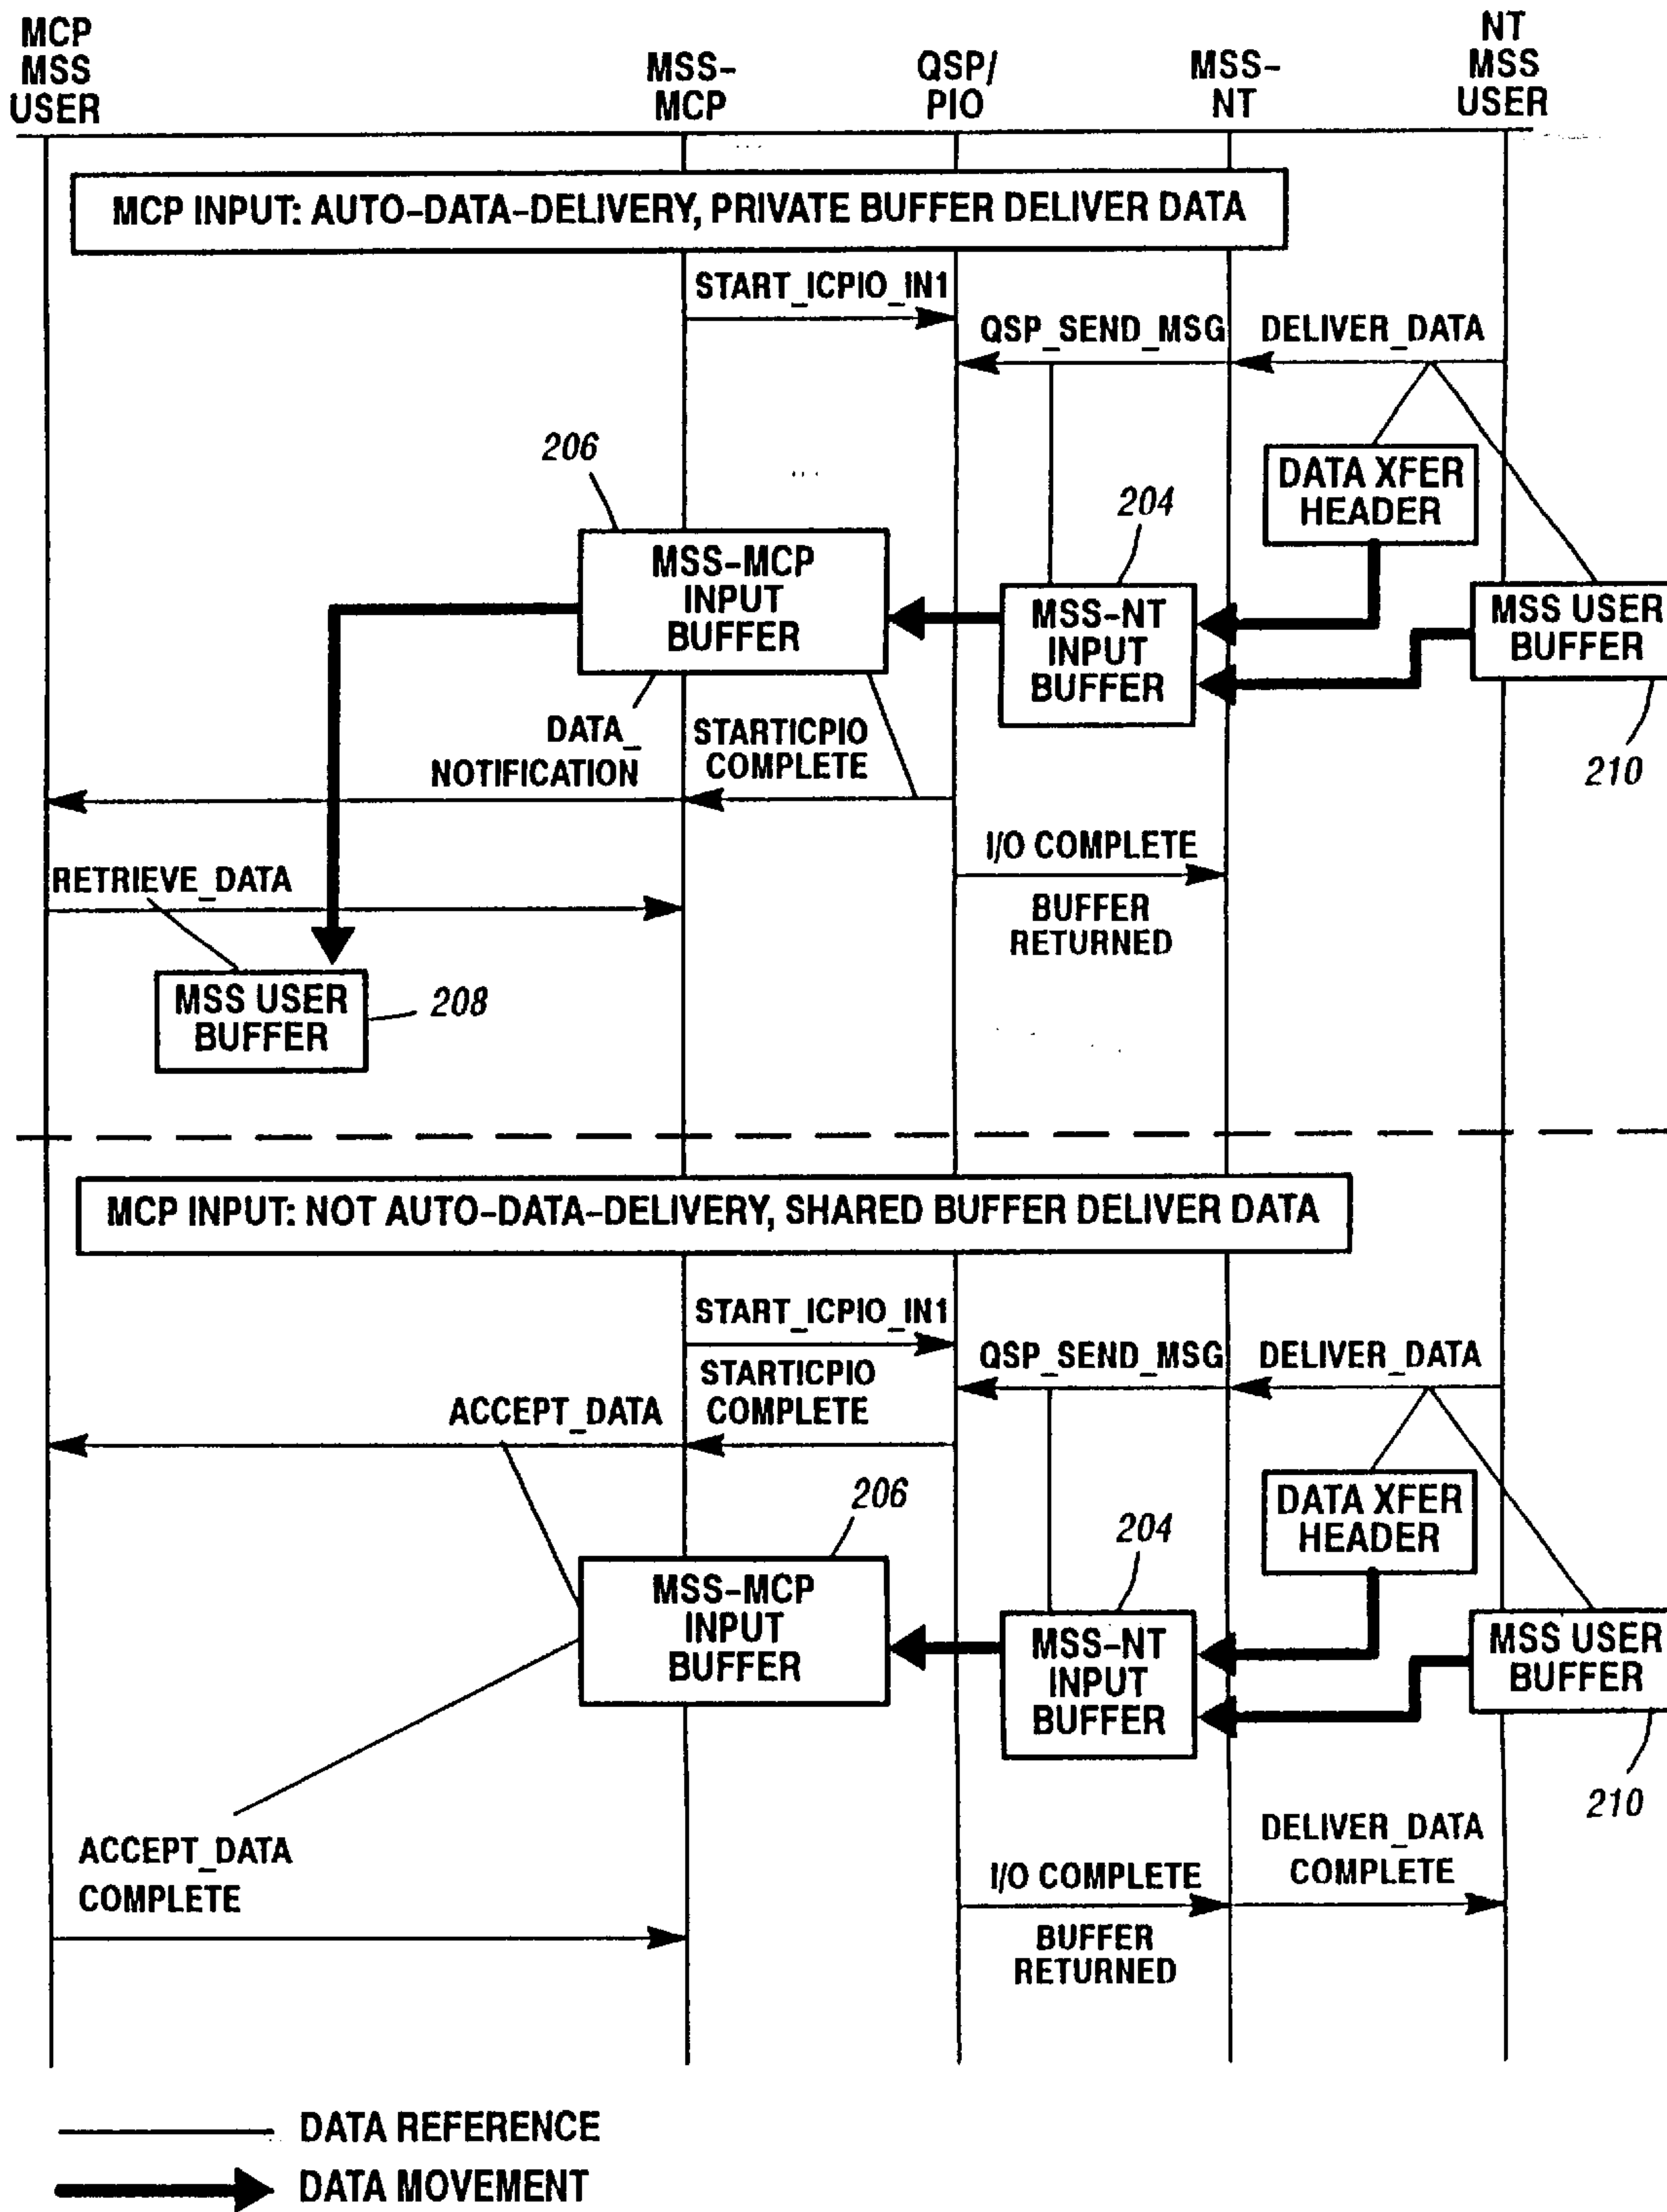 MCP
MSS
USER
MSS-
MCP
QSP/
PIO
MSS-
NT
NT
MSS
USER
MCP INPUT: AUTO-DATA-DELIVERY, PRIVATE BUFFER DELIVER DATA
START_ICPIO_IN1
QSP_SEND_MSG
DELIVER_DATA
206
204
DATA XFER
HEADER
MSS-MCP
INPUT
BUFFER
MSS-NT
INPUT
BUFFER
MSS USER
BUFFER
210
DATA_
NOTIFICATION
STARTICPIO
COMPLETE
I/O COMPLETE
BUFFER
RETURNED
RETRIEVE_DATA
MSS USER
BUFFER
208
MCP INPUT: NOT AUTO-DATA-DELIVERY, SHARED BUFFER DELIVER DATA
START_ICPIO_IN1
QSP_SEND_MSG
DELIVER_DATA
STARTICPIO
COMPLETE
ACCEPT_DATA
206
204
DATA XFER
HEADER
MSS-MCP
INPUT
BUFFER
MSS-NT
INPUT
BUFFER
MSS USER
BUFFER
210
ACCEPT_DATA
COMPLETE
I/O COMPLETE
BUFFER
RETURNED
DELIVER_DATA
COMPLETE
DATA REFERENCE
DATA MOVEMENT